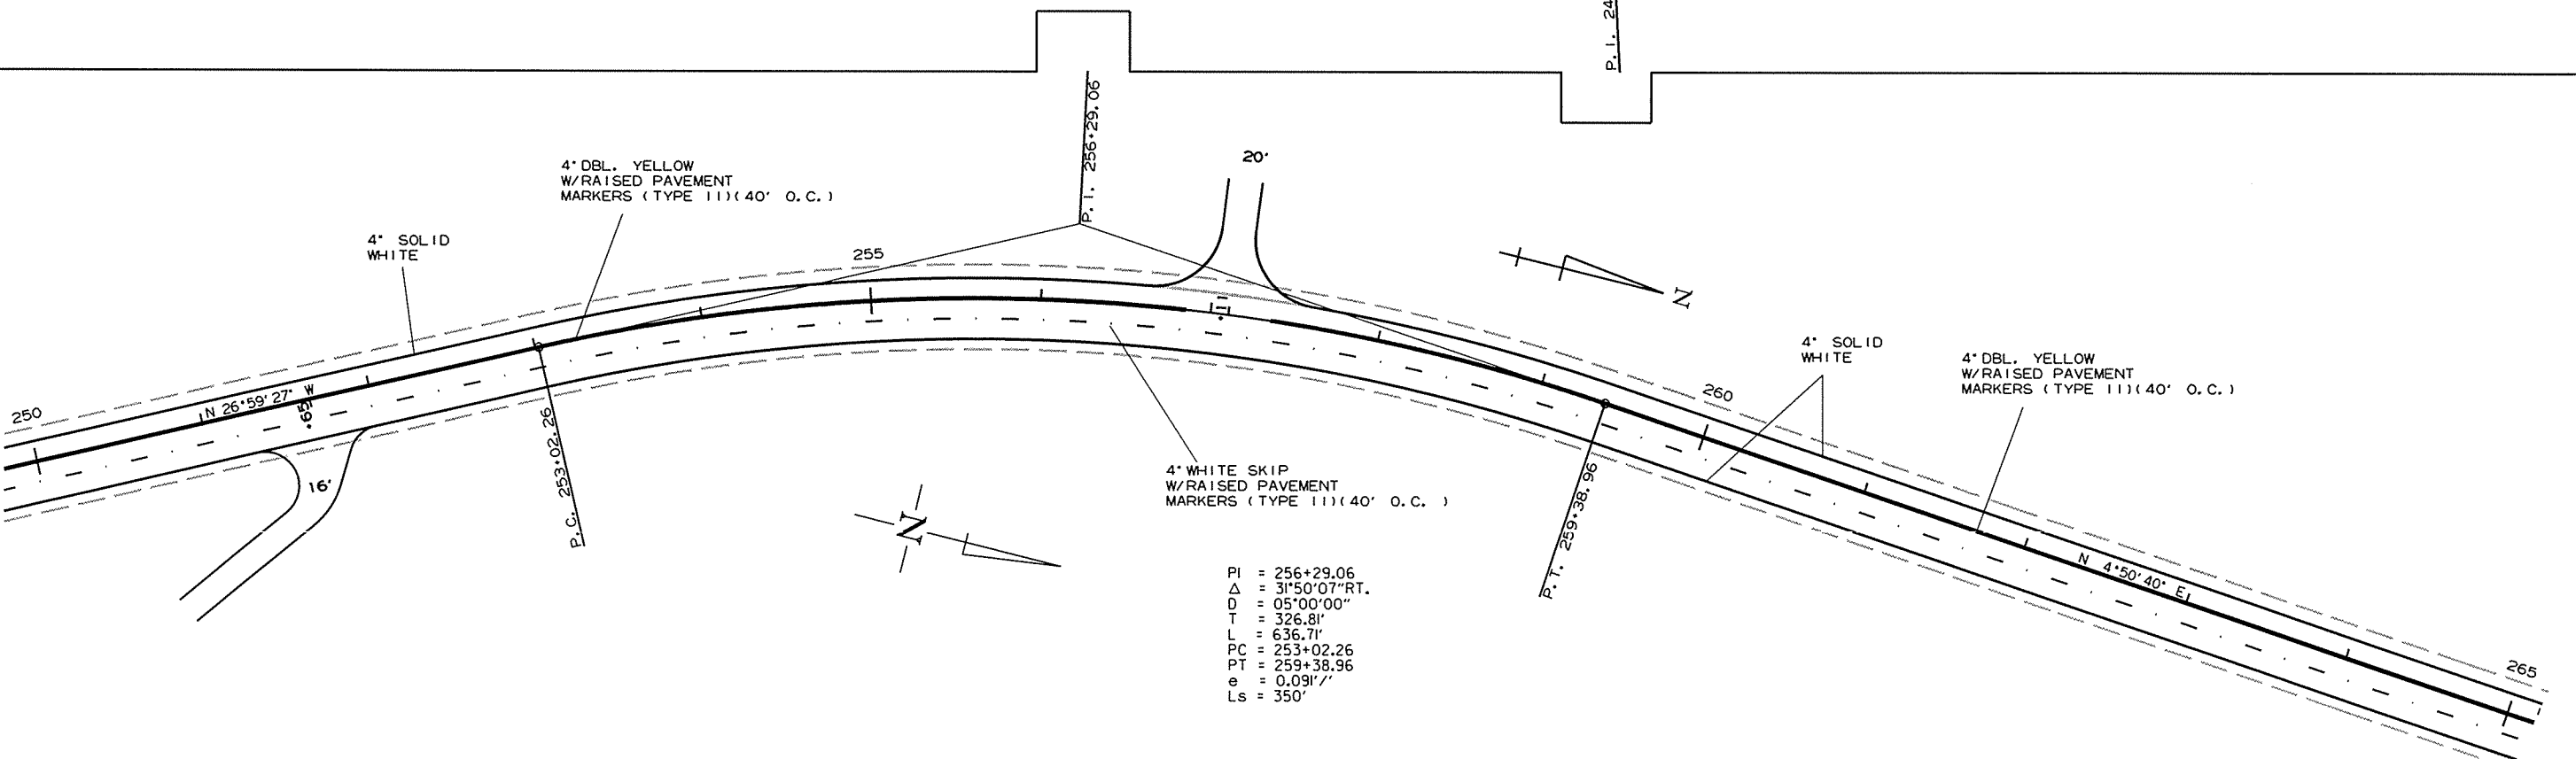 P.I. 24
P.I. 256+29.06
20'
4" DBL. YELLOW
W/RAISED PAVEMENT
MARKERS (TYPE II)(40' O.C.)
4" SOLID
WHITE
255
N
4" SOLID
WHITE
4" DBL. YELLOW
W/RAISED PAVEMENT
MARKERS (TYPE II)(40' O.C.)
260
250
N 26°59'27" W
16'
P.C. 253+02.26
4" WHITE SKIP
W/RAISED PAVEMENT
MARKERS (TYPE II)(40' O.C. )
P.T. 259+38.96
N
N 4°50'40" E
265
PI = 256+29.06
Δ = 31°50'07"RT.
D = 05°00'00"
T = 326.81'
L = 636.71'
PC = 253+02.26
PT = 259+38.96
e = 0.091'/'
Ls = 350'